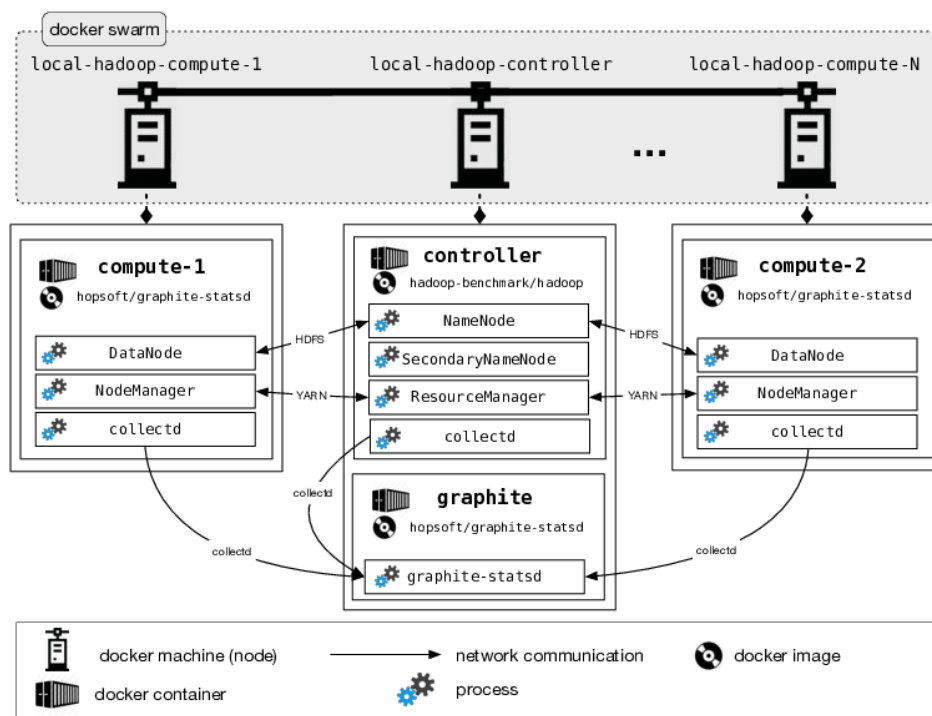 docker swarm
local-hadoop-compute-1
local-hadoop-controller
local-hadoop-compute-N
...
compute-1
hopsoft/graphite-statsd
DataNode
NodeManager
collectd
HDFS
YARN
controller
hadoop-benchmark/hadoop
NameNode
SecondaryNameNode
ResourceManager
collectd
HDFS
YARN
compute-2
hopsoft/graphite-statsd
DataNode
NodeManager
collectd
collectd
collectd
collectd
graphite
hopsoft/graphite-statsd
graphite-statsd
docker machine (node)
network communication
docker image
docker container
process